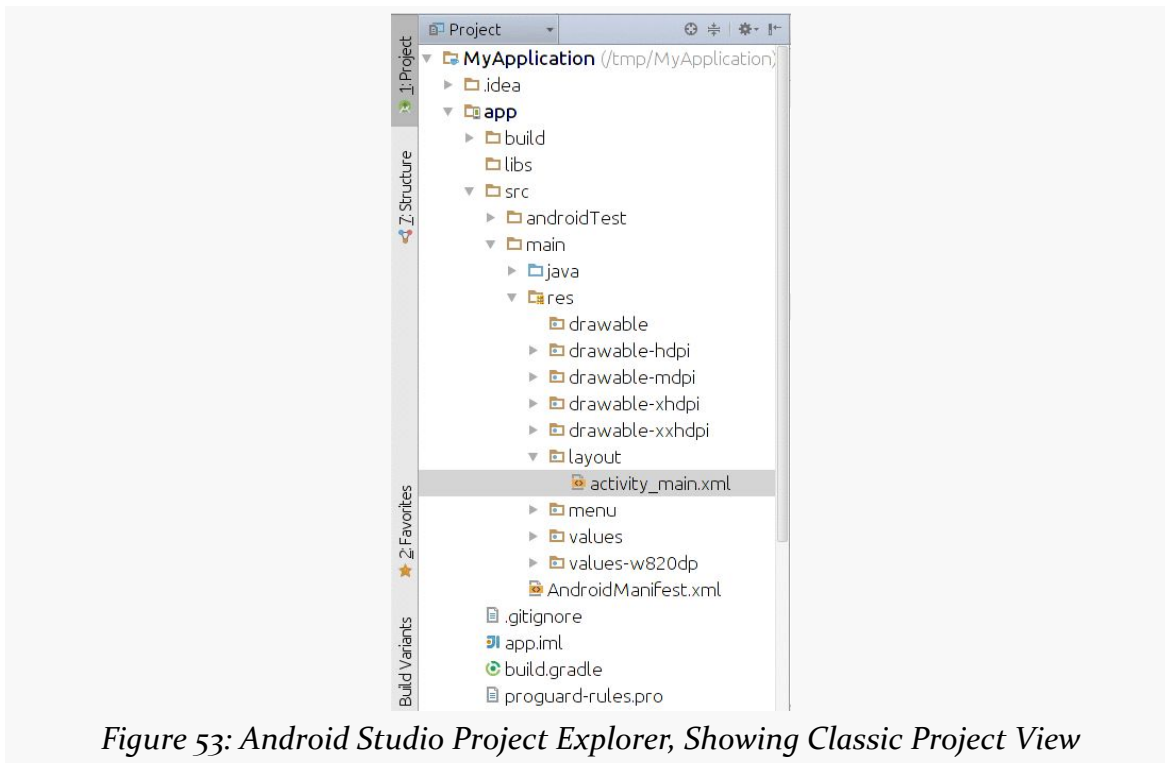 Project
MyApplication (/tmp/MyApplication)
.idea
app
build
libs
src
androidTest
main
java
res
drawable
drawable-hdpi
drawable-mdpi
drawable-xhdpi
drawable-xxhdpi
layout
activity_main.xml
menu
values
values-w820dp
AndroidManifest.xml
.gitignore
app.iml
build.gradle
proguard-rules.pro
1: Project
7: Structure
2: Favorites
Build Variants
Figure 53: Android Studio Project Explorer, Showing Classic Project View